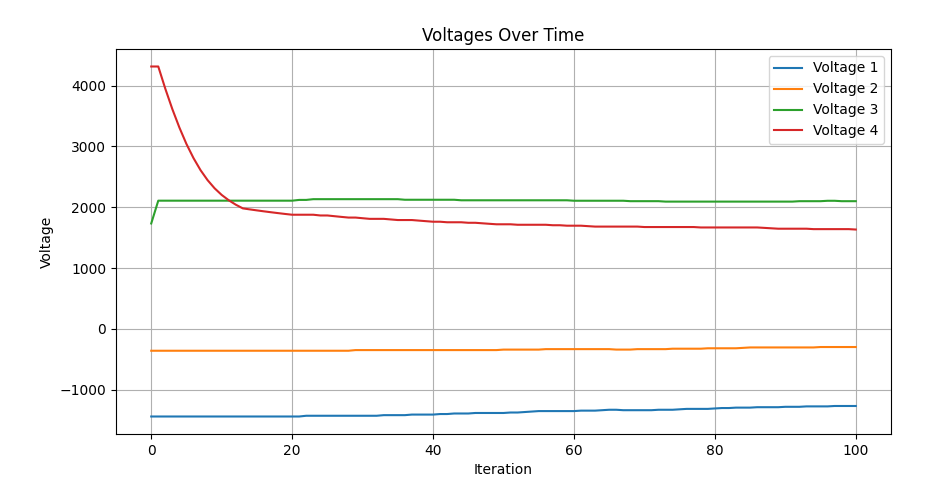 Voltages Over Time
Voltage 1
Voltage 2
Voltage 3
Voltage 4
4000
3000
2000
1000
0
−1000
Voltage
0 20 40 60 80 100
Iteration